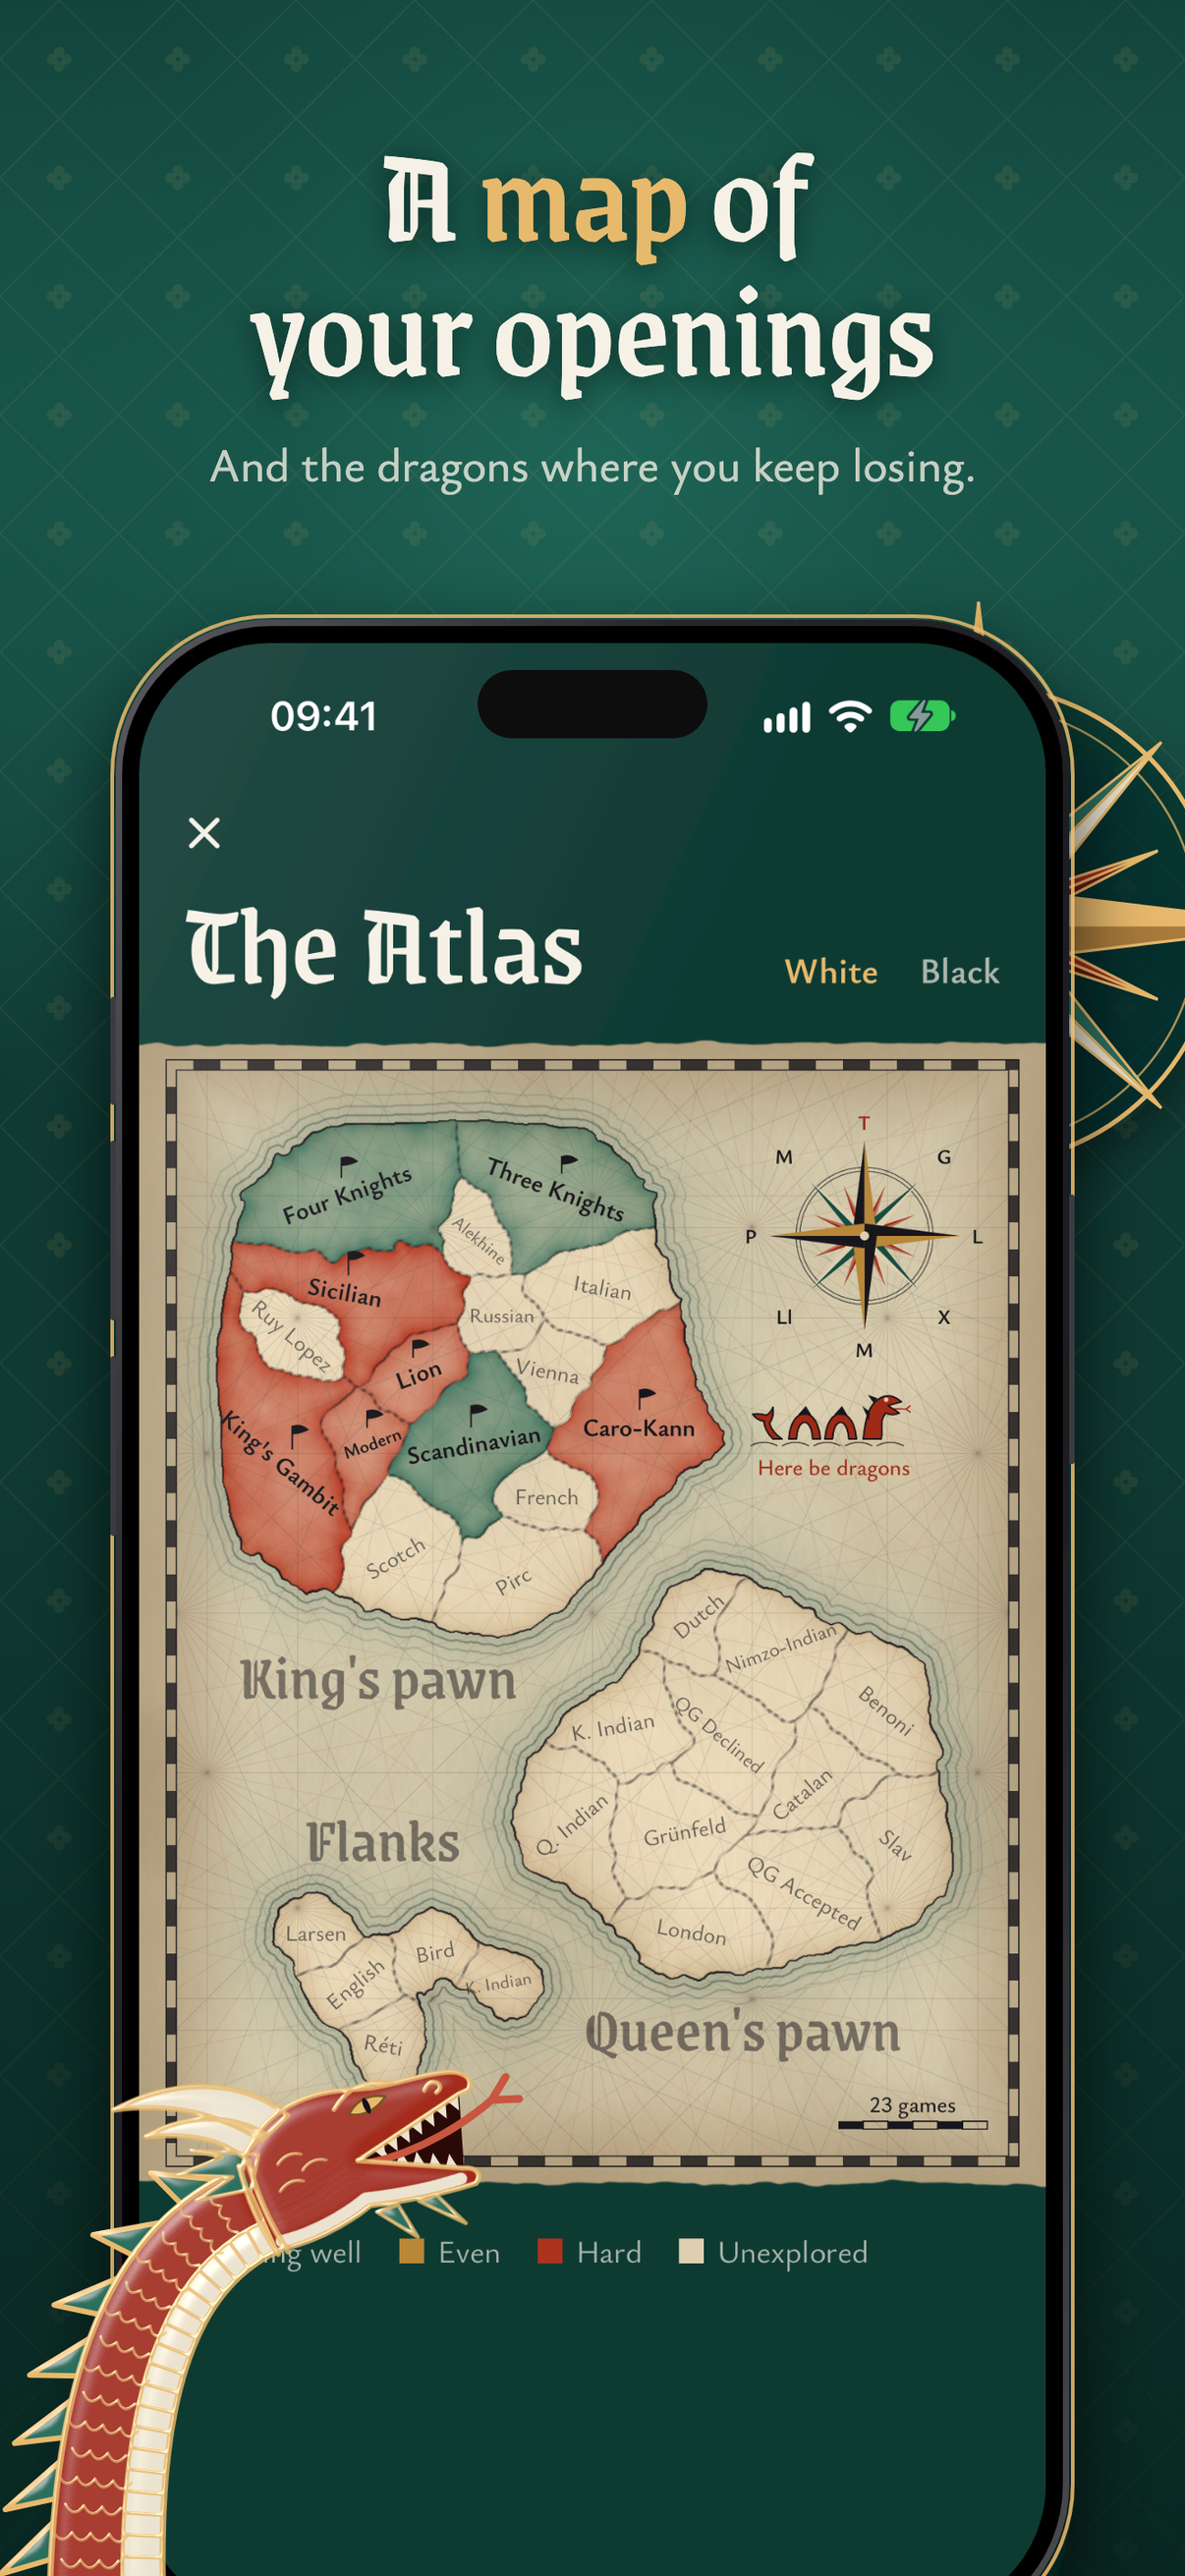 A map of
your openings
And the dragons where you keep losing.
09:41
The Atlas
White Black
Four Knights
Three Knights
Alekhine
Sicilian
Italian
Ruy Lopez
Russian
Lion
Vienna
King's Gambit
Modern
Scandinavian
Caro-Kann
French
Scotch
Pirc
T
M G
P L
Ll X
M
Here be dragons
King's pawn
Dutch
Nimzo-Indian
K. Indian
QG Declined
Benoni
Q. Indian
Grünfeld
Catalan
Slav
QG Accepted
London
Flanks
Larsen
English
Bird
K. Indian
Réti
Queen's pawn
23 games
well Even Hard Unexplored